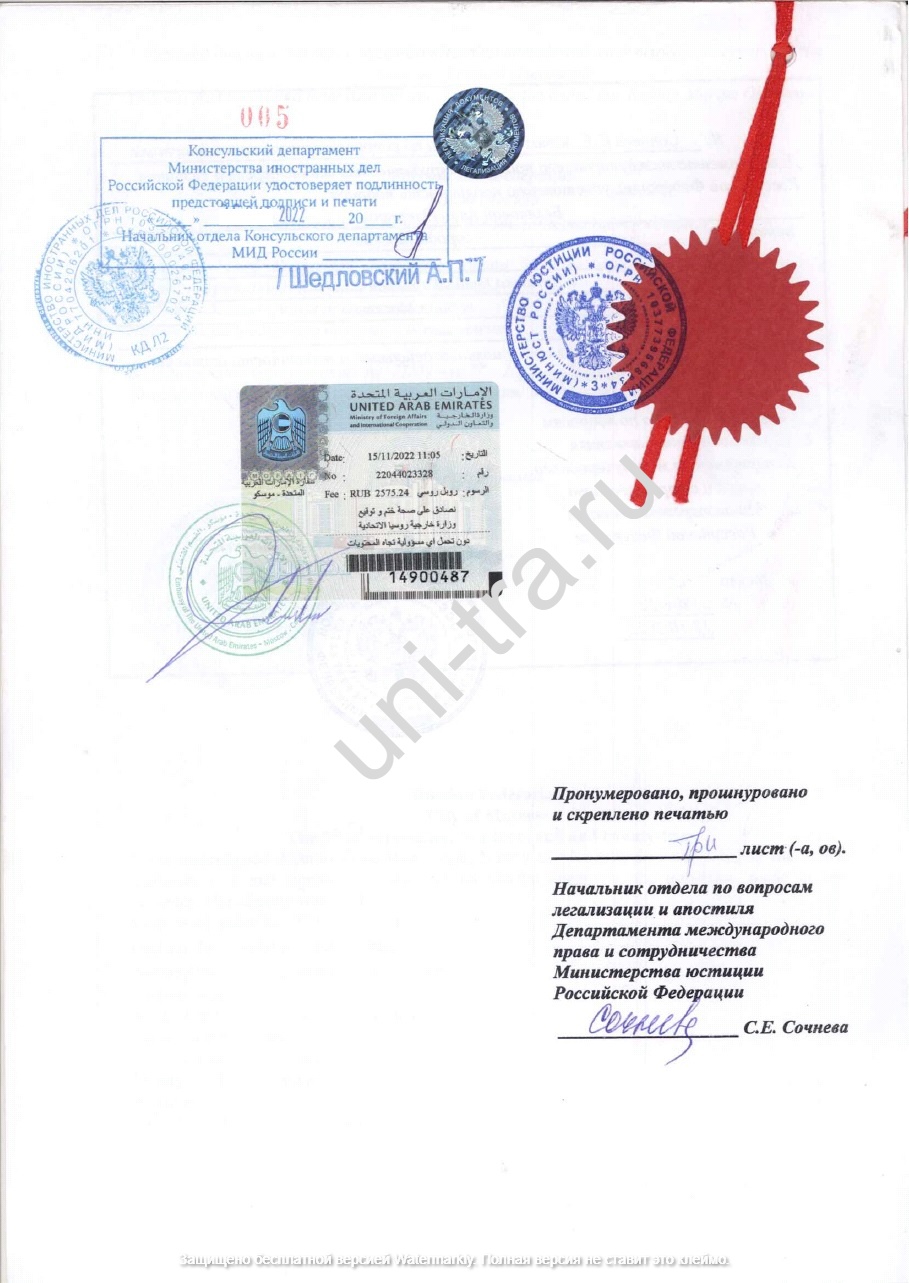 005
Консульский департамент
Министерства иностранных дел
Российской Федерации удостоверяет подлинность
предстоящей подписи и печати
" 2022 20 г.
Начальник отдела Консульского департамента
МИД России
/ Шедловский А.П. /
МИНИСТЕРСТВО ИНОСТРАННЫХ ДЕЛ РОССИЙСКОЙ ФЕДЕРАЦИИ
(МИД РОССИИ)
КД Л2
МИНИСТЕРСТВО ЮСТИЦИИ РОССИЙСКОЙ ФЕДЕРАЦИИ
(МИНЮСТ РОССИИ) * ОГРН
*3*
الإمارات العربية المتحدة
UNITED ARAB EMIRATES
Ministry of Foreign Affairs وزارة الخارجية
and International Cooperation والتعاون الدولي
Date: 15/11/2022 11:05 التاريخ:
No : 22044023328 رقم :
Fee : RUB 2575.24 روبل روسي الرسوم:
سفارة الإمارات العربية
المتحدة - موسكو
نصادق على صحة ختم و توقيع
وزارة خارجية روسيا الاتحادية
دون تحمل أي مسؤولية تجاه المحتويات
14900487
UNITED ARAB EMIRATES
Embassy of the United Arab Emirates - Moscow
uni-tra.ru
Пронумеровано, прошнуровано
и скреплено печатью
Три лист (-а, ов).
Начальник отдела по вопросам
легализации и апостиля
Департамента международного
права и сотрудничества
Министерства юстиции
Российской Федерации
Сочнева С.Е. Сочнева
Защищено бесплатной версией Watermarkly. Полная версия не ставит это клеймо.